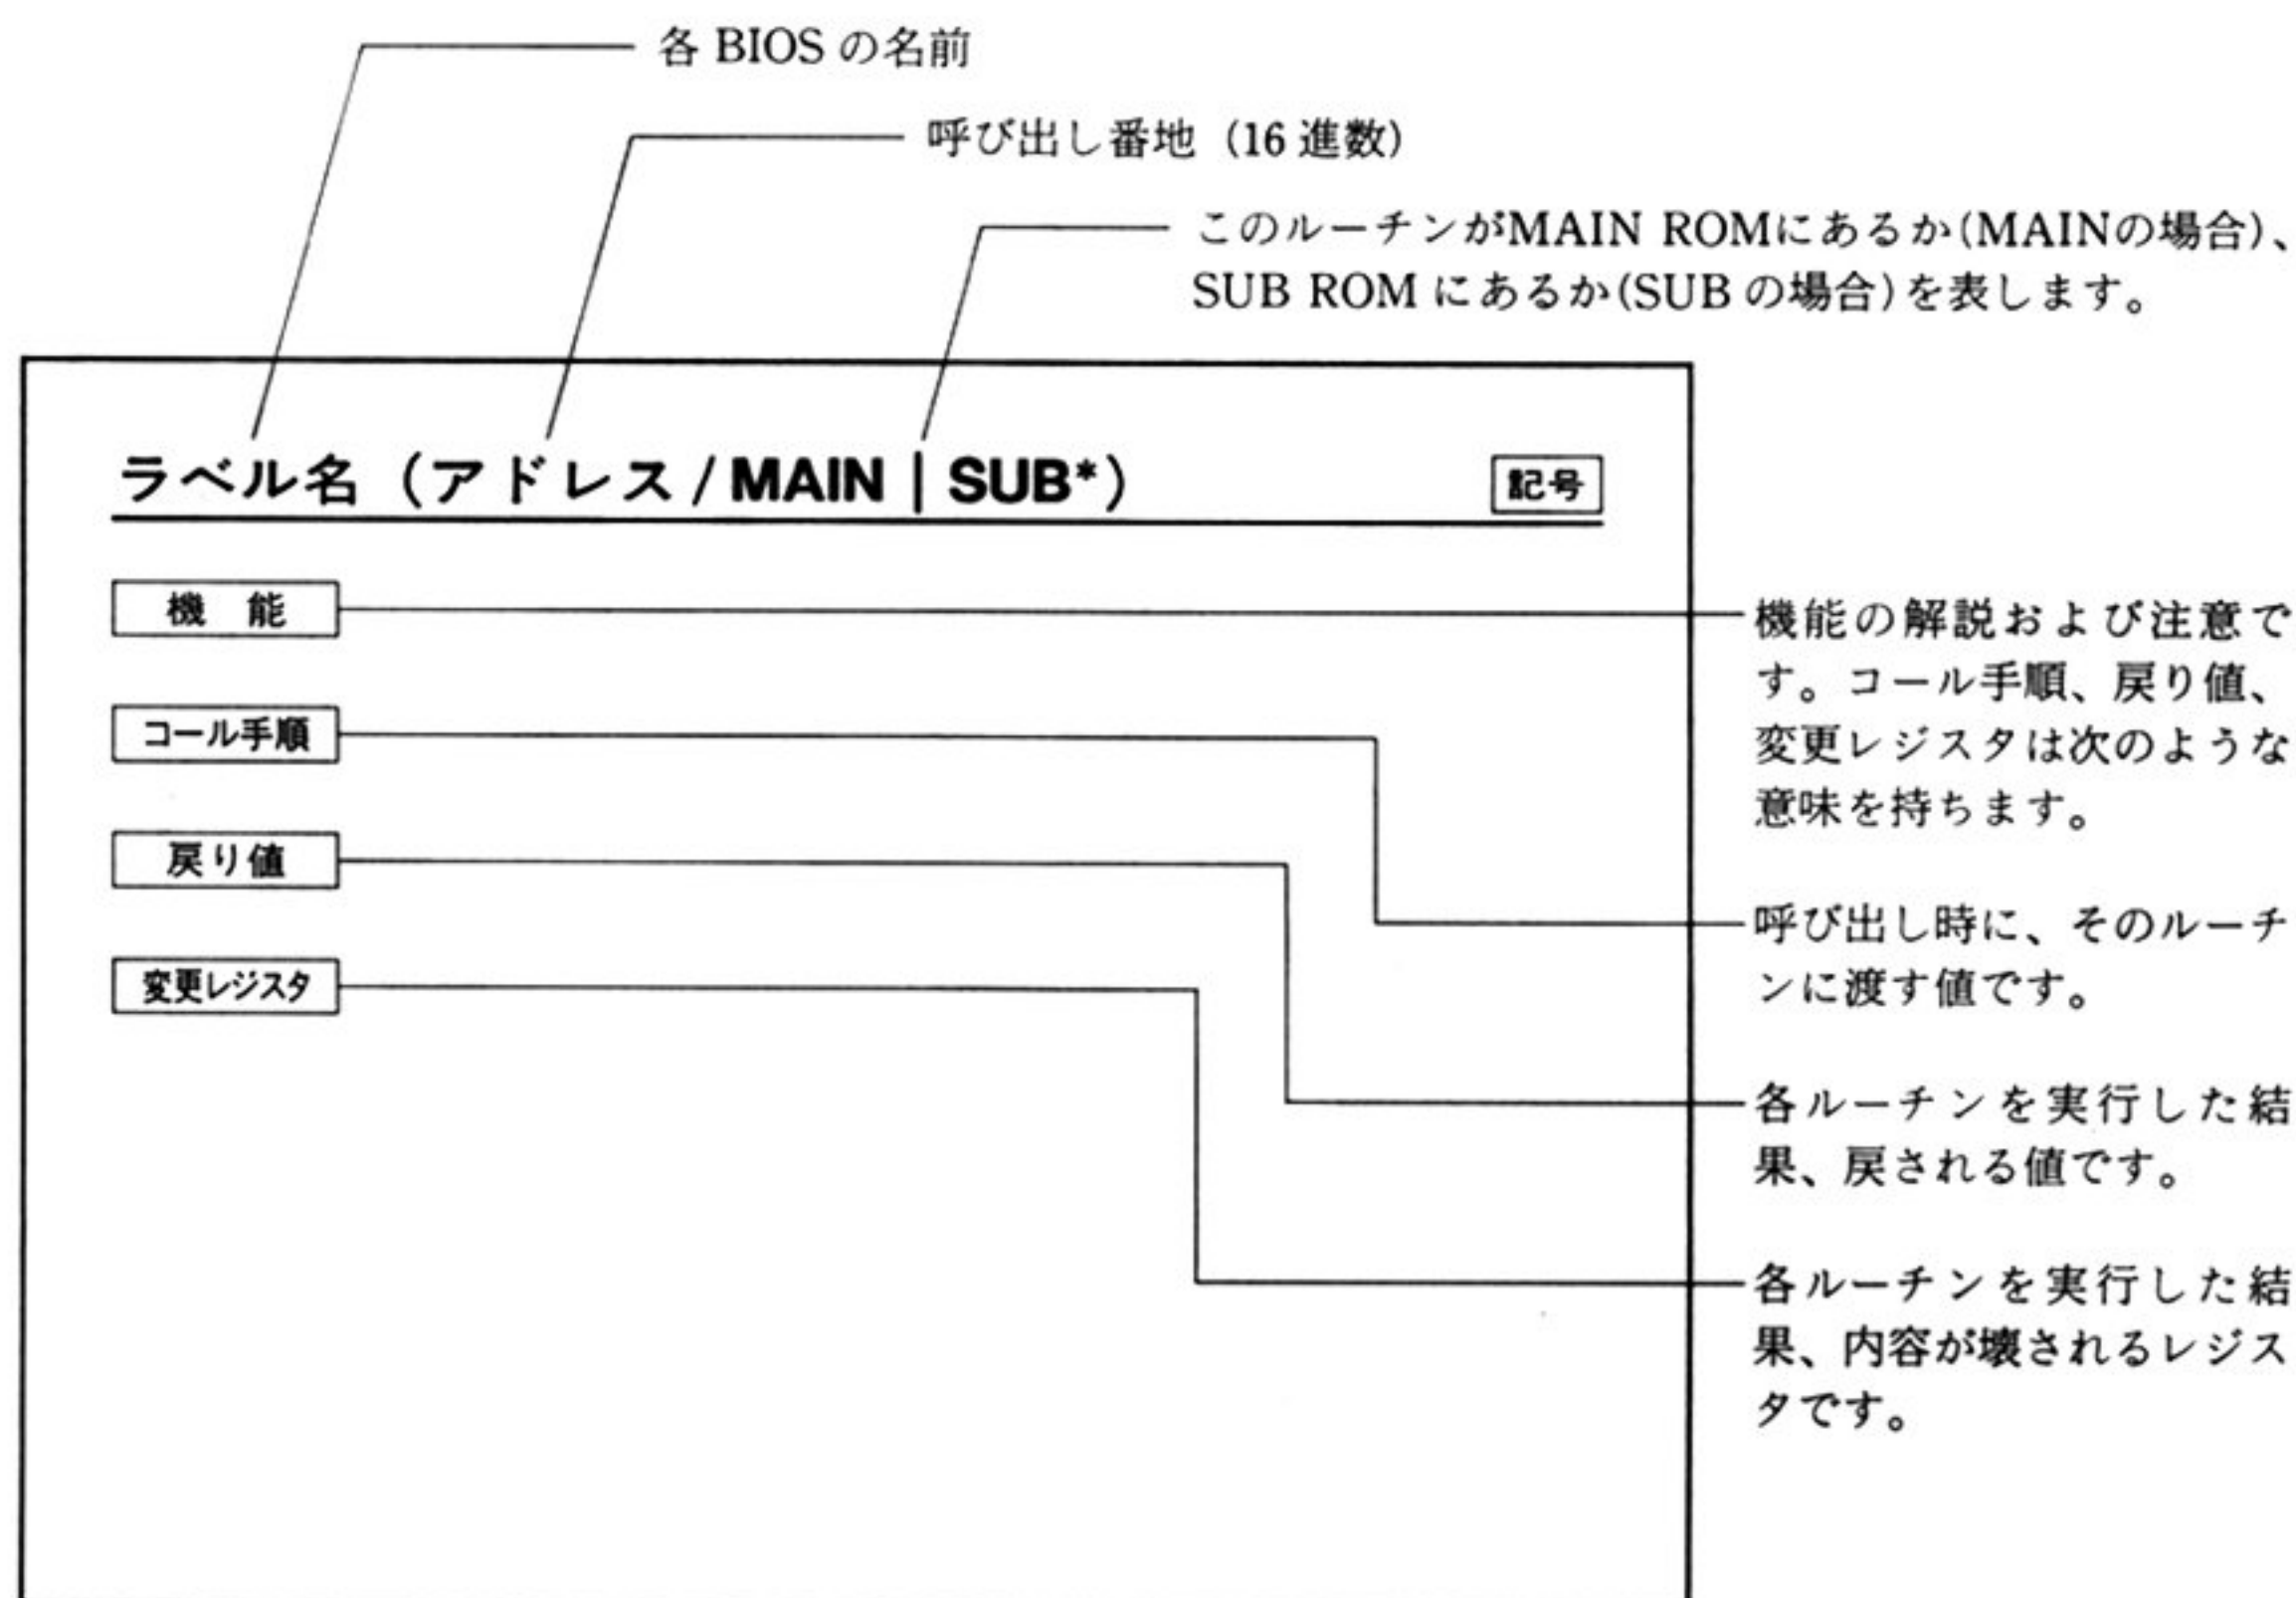 各 BIOS の名前
呼び出し番地 (16 進数)
このルーチンがMAIN ROMにあるか(MAINの場合)、
SUB ROM にあるか(SUB の場合)を表します。
ラベル名 (アドレス / MAIN | SUB*)
記号
機 能
機能の解説および注意で
す。コール手順、戻り値、
変更レジスタは次のような
意味を持ちます。
コール手順
呼び出し時に、そのルーチ
ンに渡す値です。
戻り値
各ルーチンを実行した結
果、戻される値です。
変更レジスタ
各ルーチンを実行した結
果、内容が壊されるレジス
タです。